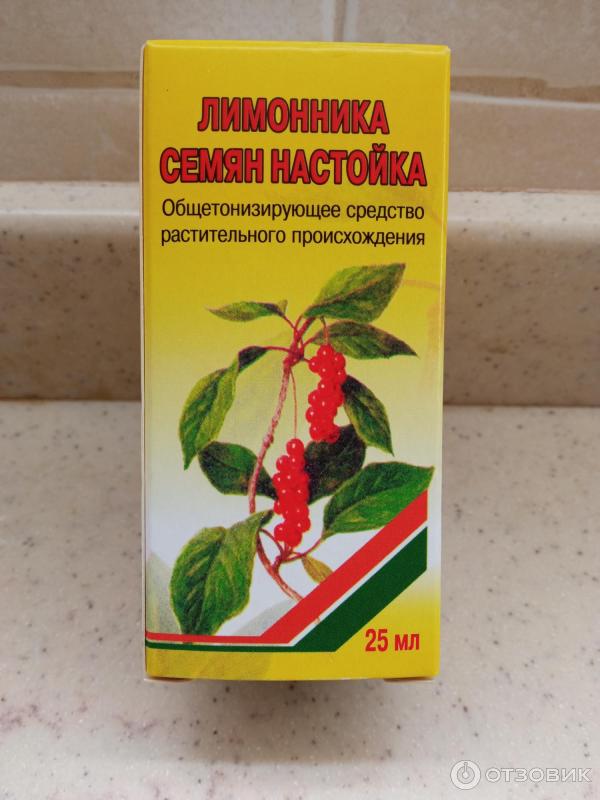 ЛИМОННИКА
СЕМЯН НАСТОЙКА
Общетонизирующее средство
растительного происхождения
25 мл
ОТЗОВИК